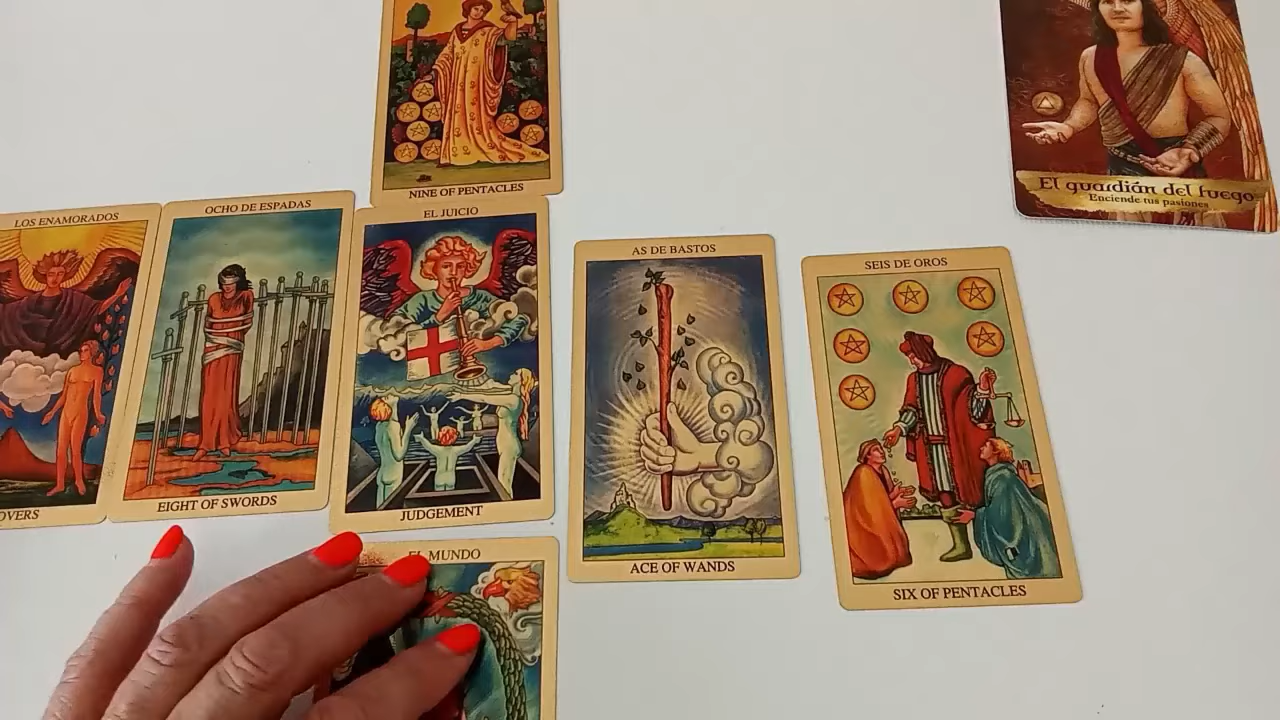 NINE OF PENTACLES
El guardián del fuego
Enciende tus pasiones
LOS ENAMORADOS
OVERS
OCHO DE ESPADAS
EIGHT OF SWORDS
EL JUICIO
JUDGEMENT
AS DE BASTOS
ACE OF WANDS
SEIS DE OROS
SIX OF PENTACLES
EL MUNDO